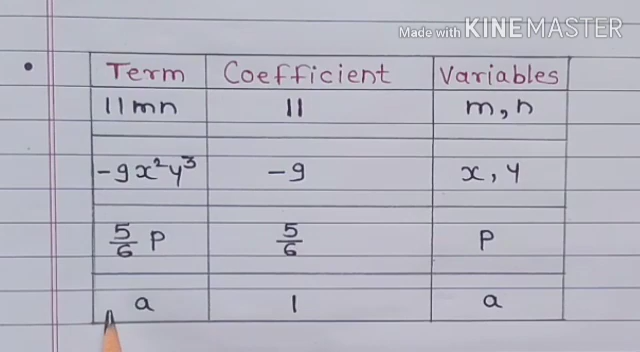 Made with KINEMASTER
Term Coefficient Variables
11mn 11 m, n
-9x²y³ -9 x, y
5/6 P 5/6 P
a 1 a